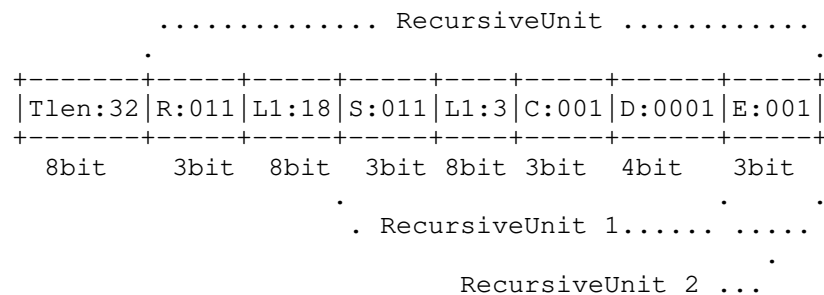 .............. RecursiveUnit ............
. .
+-------+-----+-----+-----+----+-----+------+-----+
|Tlen:32|R:011|L1:18|S:011|L1:3|C:001|D:0001|E:001|
+-------+-----+-----+-----+----+-----+------+-----+
8bit 3bit 8bit 3bit 8bit 3bit 4bit 3bit
. . .
. RecursiveUnit 1...... .....
.
RecursiveUnit 2 ...